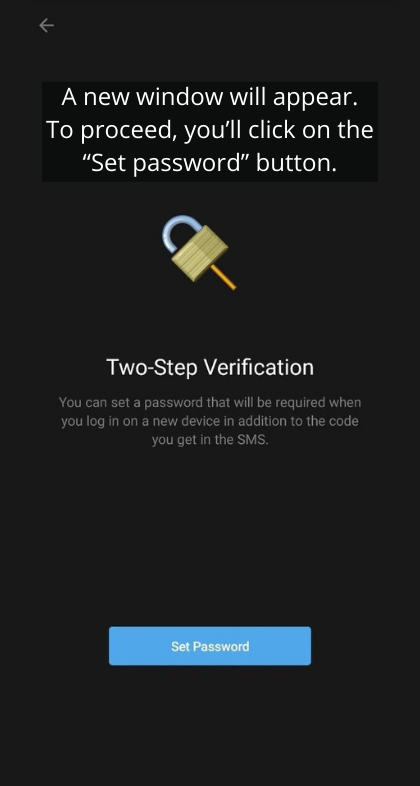 A new window will appear.
To proceed, you’ll click on the
“Set password” button.
Two-Step Verification
You can set a password that will be required when
you log in on a new device in addition to the code
you get in the SMS.
Set Password